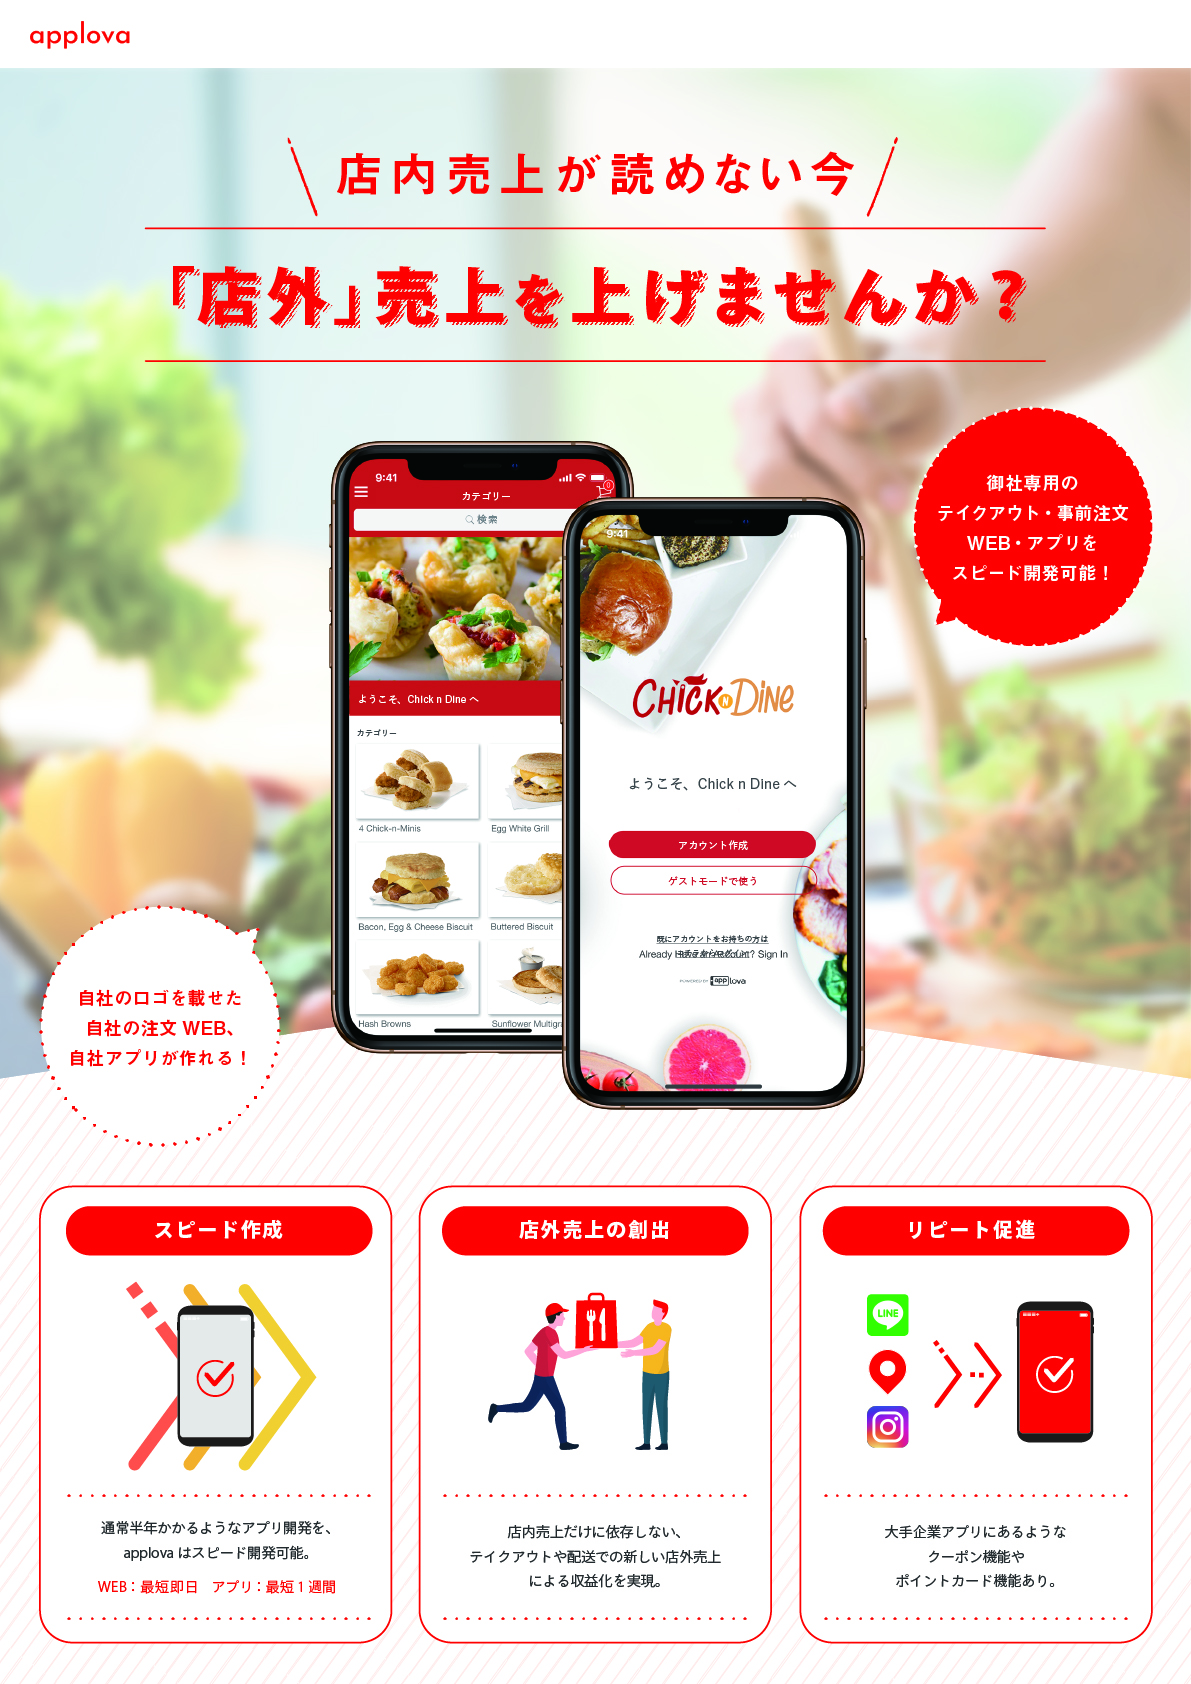 applova
店内売上が読めない今
「店外」売上を上げませんか？
御社専用の
テイクアウト・事前注文
WEB・アプリを
スピード開発可能！
9:41
カテゴリー
0
検索
ようこそ、Chick n Dine へ
カテゴリー
4 Chick-n-Minis
Egg White Grill
Bacon, Egg & Cheese Biscuit
Buttered Biscuit
Hash Browns
Sunflower Multigra
9:41
CHICK N DINE
ようこそ、Chick n Dine へ
アカウント作成
ゲストモードで使う
既にアカウントをお持ちの方は
Already Have An Account? Sign In
POWERED BY applova
自社のロゴを載せた
自社の注文 WEB、
自社アプリが作れる！
スピード作成
通常半年かかるようなアプリ開発を、
applova はスピード開発可能。
WEB：最短即日　アプリ：最短 1 週間
店外売上の創出
店内売上だけに依存しない、
テイクアウトや配送での新しい店外売上
による収益化を実現。
リピート促進
LINE
大手企業アプリにあるような
クーポン機能や
ポイントカード機能あり。